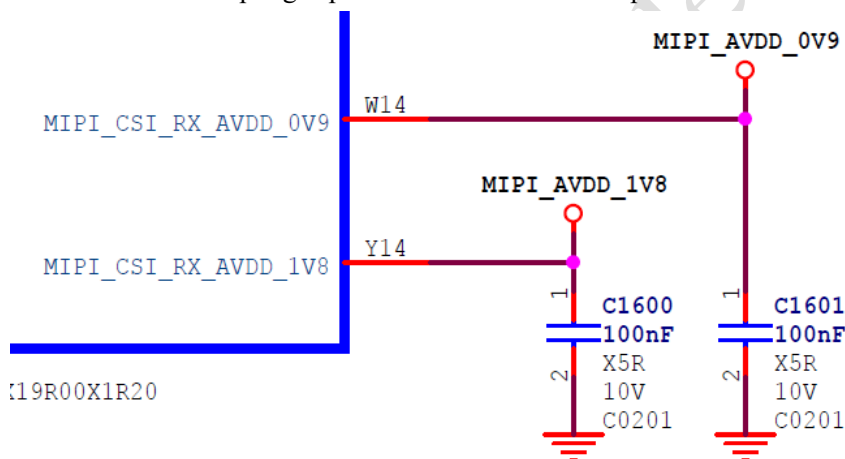 MIPI_AVDD_0V9
MIPI_CSI_RX_AVDD_0V9
W14
MIPI_AVDD_1V8
MIPI_CSI_RX_AVDD_1V8
Y14
1
C1600
100nF
X5R
10V
C0201
2
1
C1601
100nF
X5R
10V
C0201
2
19R00X1R20